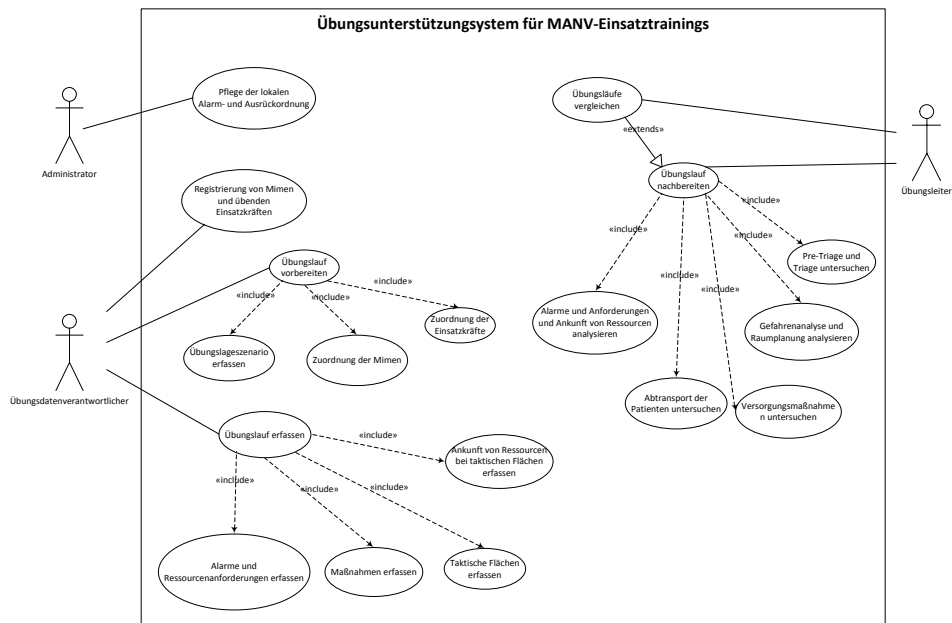 Übungsunterstützungsystem für MANV-Einsatztrainings
Pflege der lokalen
Alarm- und Ausrückordnung
Administrator
Übungsläufe
vergleichen
«extends»
Übungsleiter
Übungslauf
nachbereiten
Registrierung von Mimen
und übenden
Einsatzkräften
«include»
«include»
«include»
«include»
«include»
Pre-Triage und
Triage untersuchen
Übungslauf
vorbereiten
«include»
«include»
«include»
Zuordnung der
Einsatzkräfte
Alarme und Anforderungen
und Ankunft von Ressourcen
analysieren
Gefahrenanalyse und
Raumplanung analysieren
Übungslageszenario
erfassen
Zuordnung der Mimen
Übungsdatenverantwortlicher
Abtransport der
Patienten untersuchen
Versorgungsmaßnahme
n untersuchen
Übungslauf erfassen
«include»
Ankunft von Ressourcen
bei taktischen Flächen
erfassen
«include»
«include»
«include»
Alarme und
Ressourcenanforderungen erfassen
Maßnahmen erfassen
Taktische Flächen
erfassen